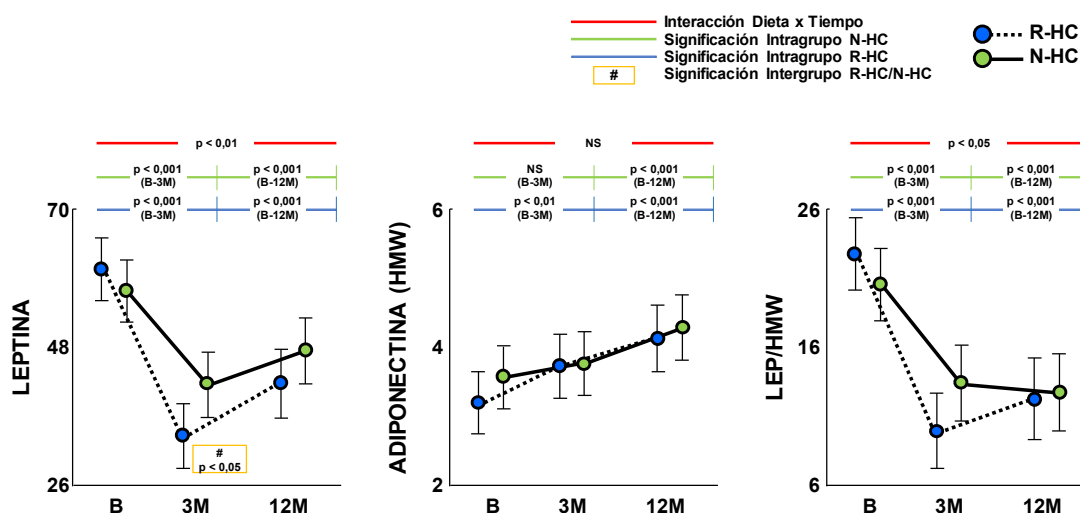 Interacción Dieta x Tiempo
Significación Intragrupo N-HC
Significación Intragrupo R-HC
# Significación Intergrupo R-HC/N-HC
R-HC
N-HC
p < 0,01
p < 0,001 p < 0,001
(B-3M) (B-12M)
p < 0,001 p < 0,001
(B-3M) (B-12M)
70
48
26
LEPTINA
#
p < 0,05
B 3M 12M
NS
NS p < 0,001
(B-3M) (B-12M)
p < 0,01 p < 0,001
(B-3M) (B-12M)
6
4
2
ADIPONECTINA (HMW)
B 3M 12M
p < 0,05
p < 0,001 p < 0,001
(B-3M) (B-12M)
p < 0,001 p < 0,001
(B-3M) (B-12M)
26
16
6
LEP/HMW
B 3M 12M